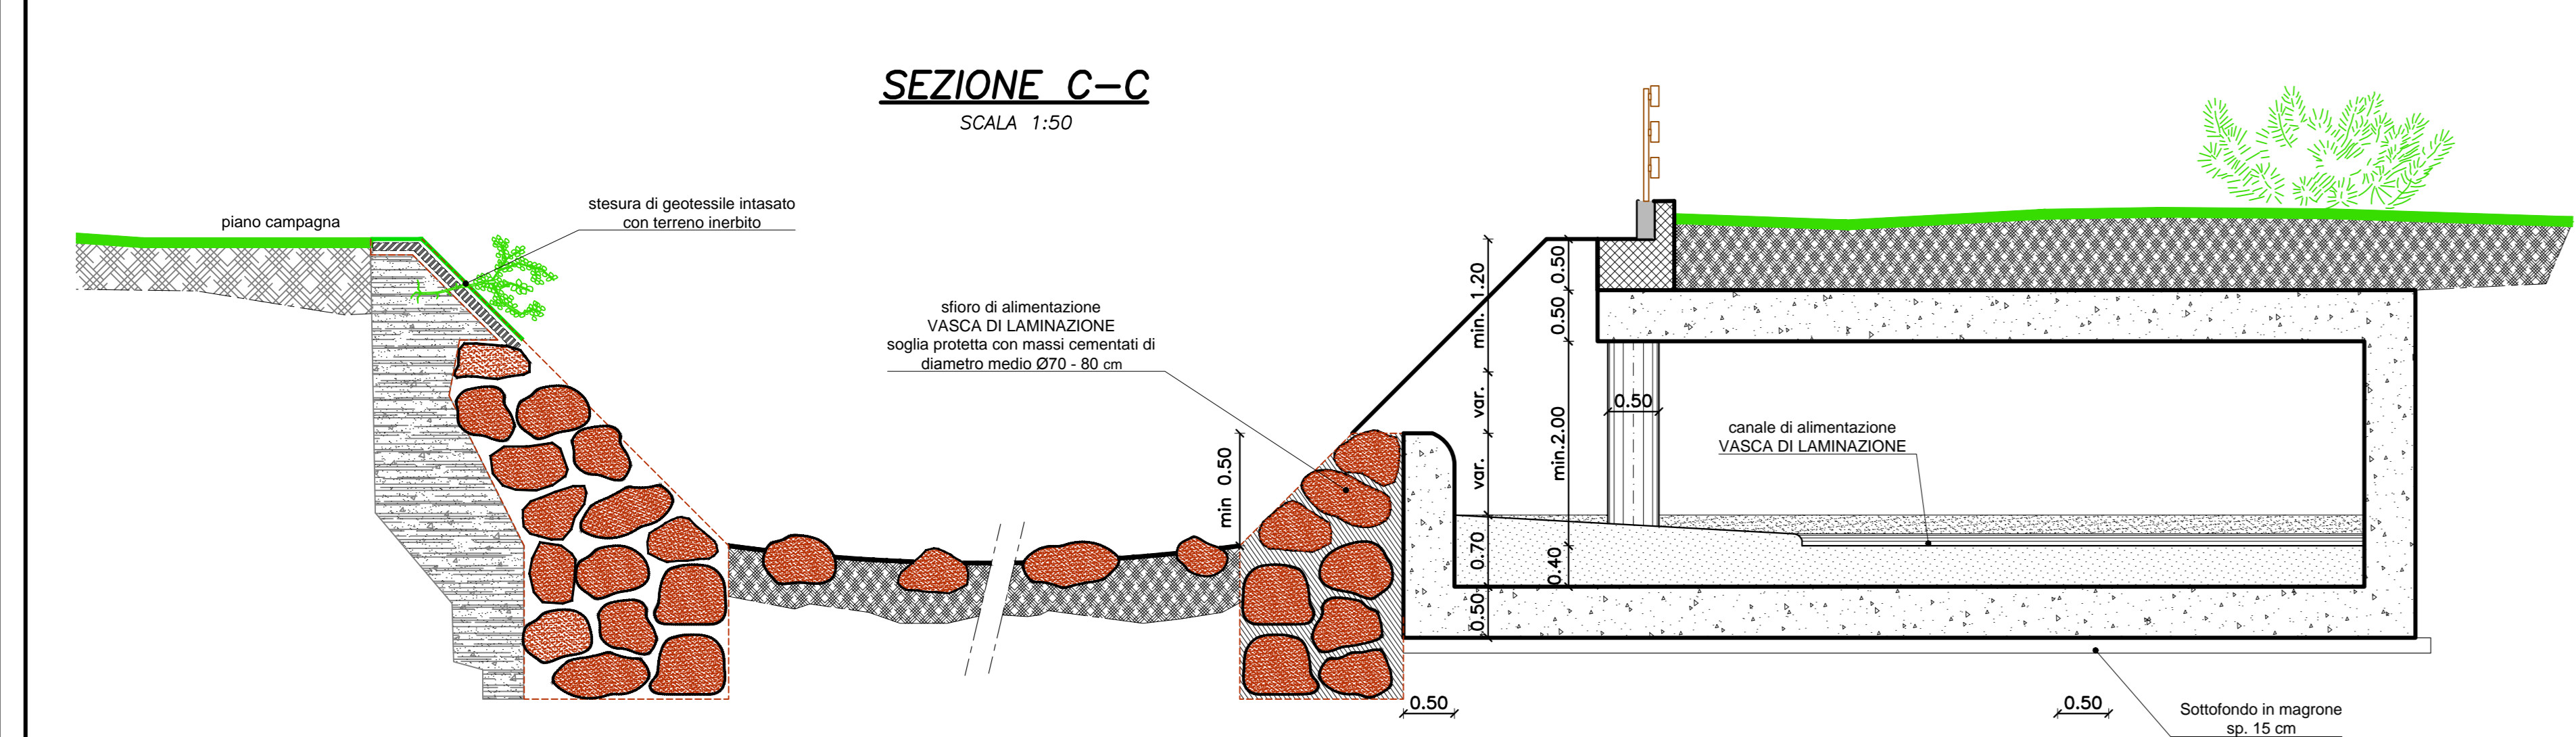 SEZIONE C-C
SCALA 1:50
piano campagna
stesura di geotessile intasato
con terreno inerbito
sfioro di alimentazione
VASCA DI LAMINAZIONE
soglia protetta con massi cementati di
diametro medio Ø70 - 80 cm
min 0.50
min. 1.20
var.
var.
0.70
0.50
0.50
0.50
min.2.00
0.40
0.50
canale di alimentazione
VASCA DI LAMINAZIONE
0.50
0.50
Sottofondo in magrone
sp. 15 cm